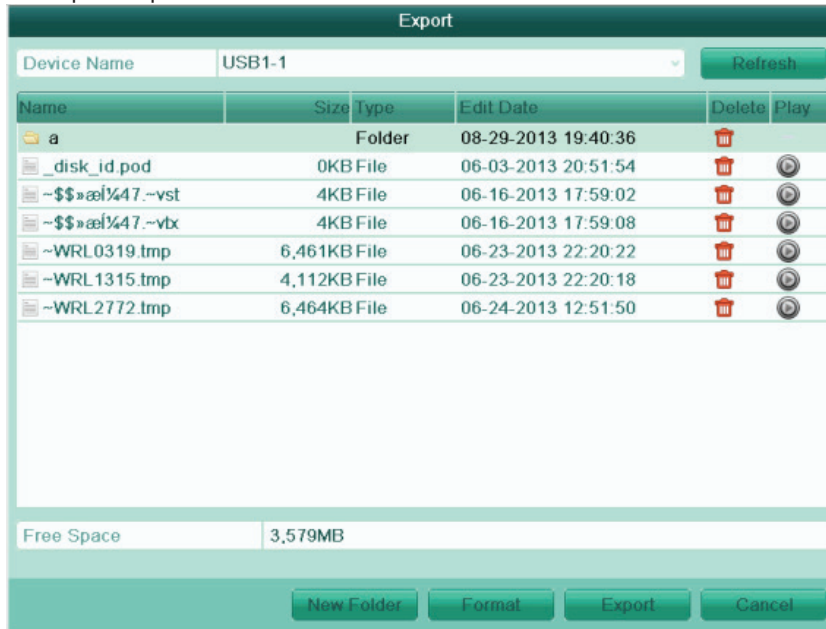 Export
Device Name USB1-1 Refresh
Name Size Type Edit Date Delete Play
a Folder 08-29-2013 19:40:36
_disk_id.pod 0KB File 06-03-2013 20:51:54
~$$»æÍ¼47.~vst 4KB File 06-16-2013 17:59:02
~$$»æÍ¼47.~vtx 4KB File 06-16-2013 17:59:08
~WRL0319.tmp 6,461KB File 06-23-2013 22:20:22
~WRL1315.tmp 4,112KB File 06-23-2013 22:20:18
~WRL2772.tmp 6,464KB File 06-24-2013 12:51:50
Free Space 3,579MB
New Folder Format Export Cancel